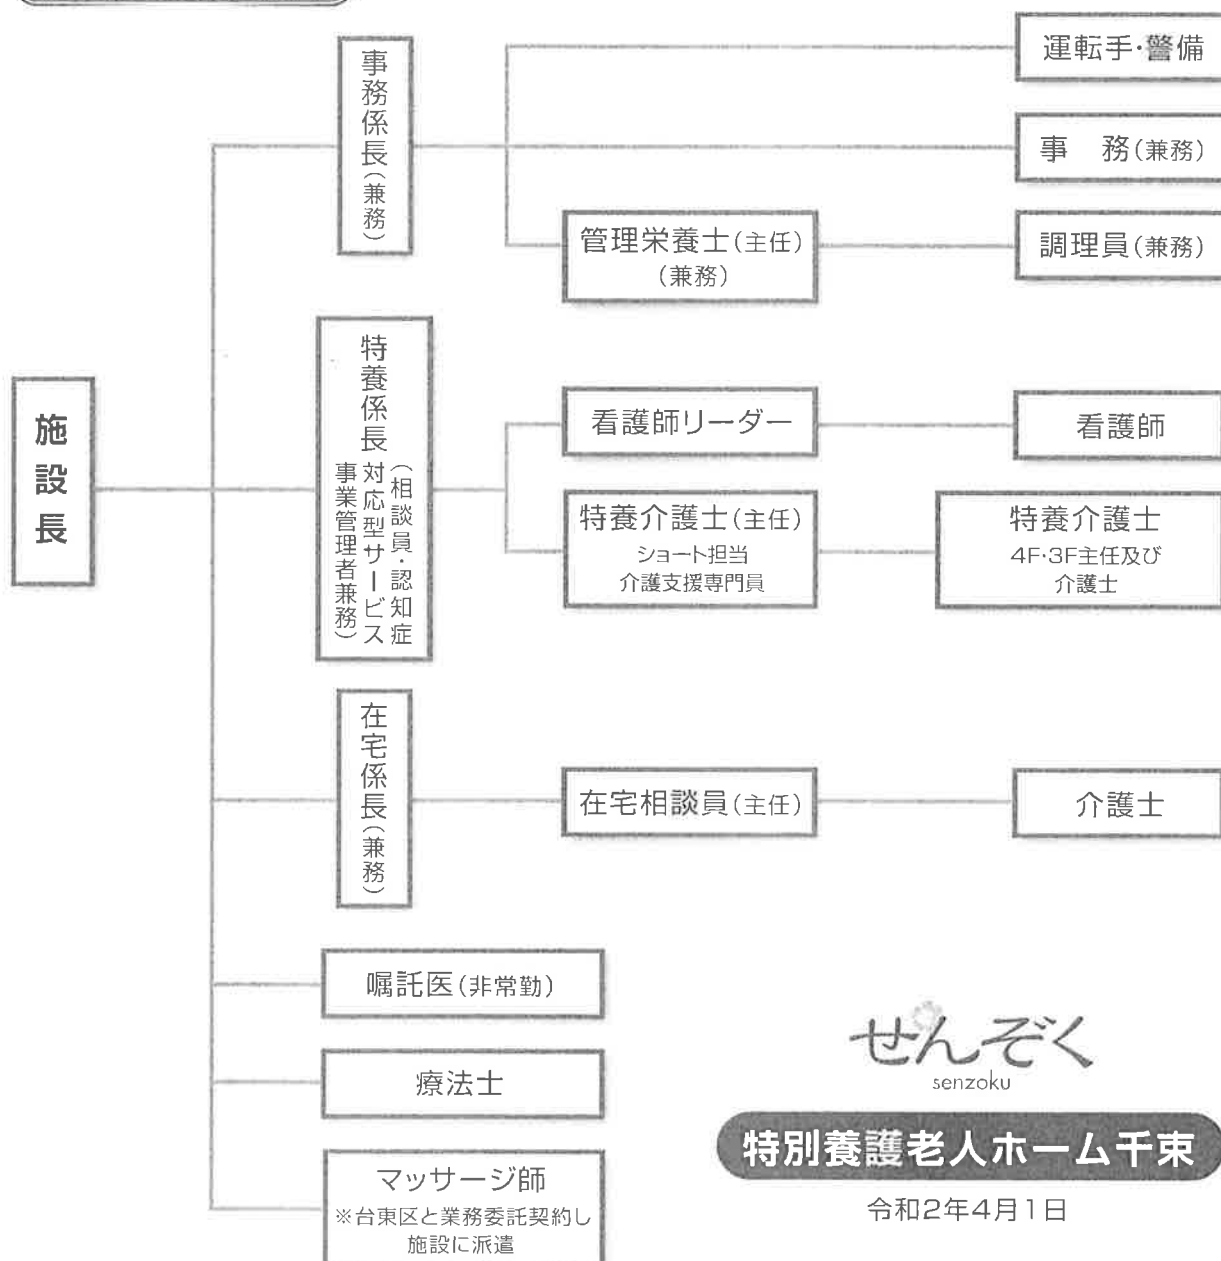 施設長
事務係長(兼務)
運転手・警備
事　務(兼務)
管理栄養士(主任)
(兼務)
調理員(兼務)
特養係長
(相談員・認知症
対応型サービス
事業管理者兼務)
看護師リーダー
看護師
特養介護士(主任)
ショート担当
介護支援専門員
特養介護士
4F・3F主任及び
介護士
在宅係長(兼務)
在宅相談員(主任)
介護士
嘱託医(非常勤)
療法士
マッサージ師
※台東区と業務委託契約し
施設に派遣
せんぞく
senzoku
特別養護老人ホーム千束
令和2年4月1日